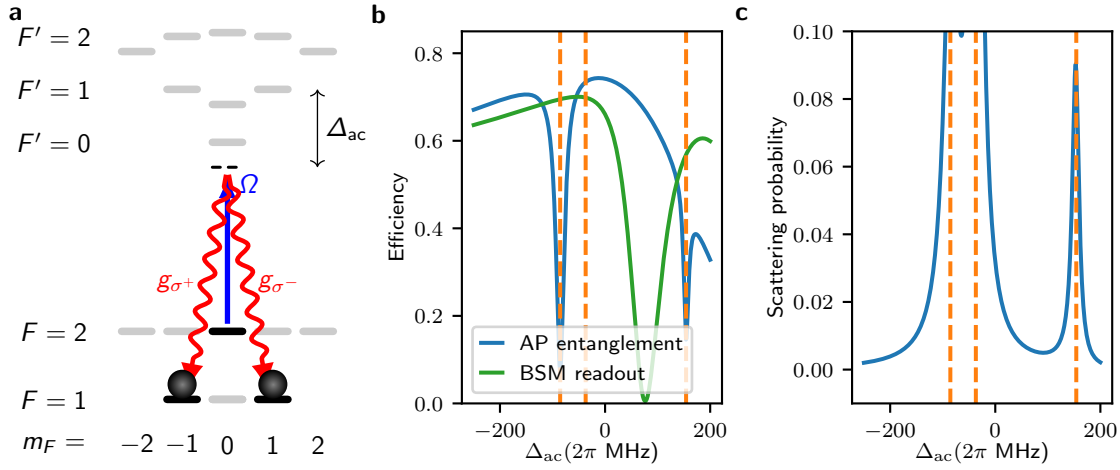 a
F′ = 2
F′ = 1
F′ = 0
Δac
Ω
gσ+
gσ−
F = 2
F = 1
mF = −2 −1 0 1 2
b
Efficiency
0.8
0.6
0.4
0.2
0.0
AP entanglement
BSM readout
−200 0 200
Δac(2π MHz)
c
Scattering probability
0.10
0.08
0.06
0.04
0.02
0.00
−200 0 200
Δac(2π MHz)